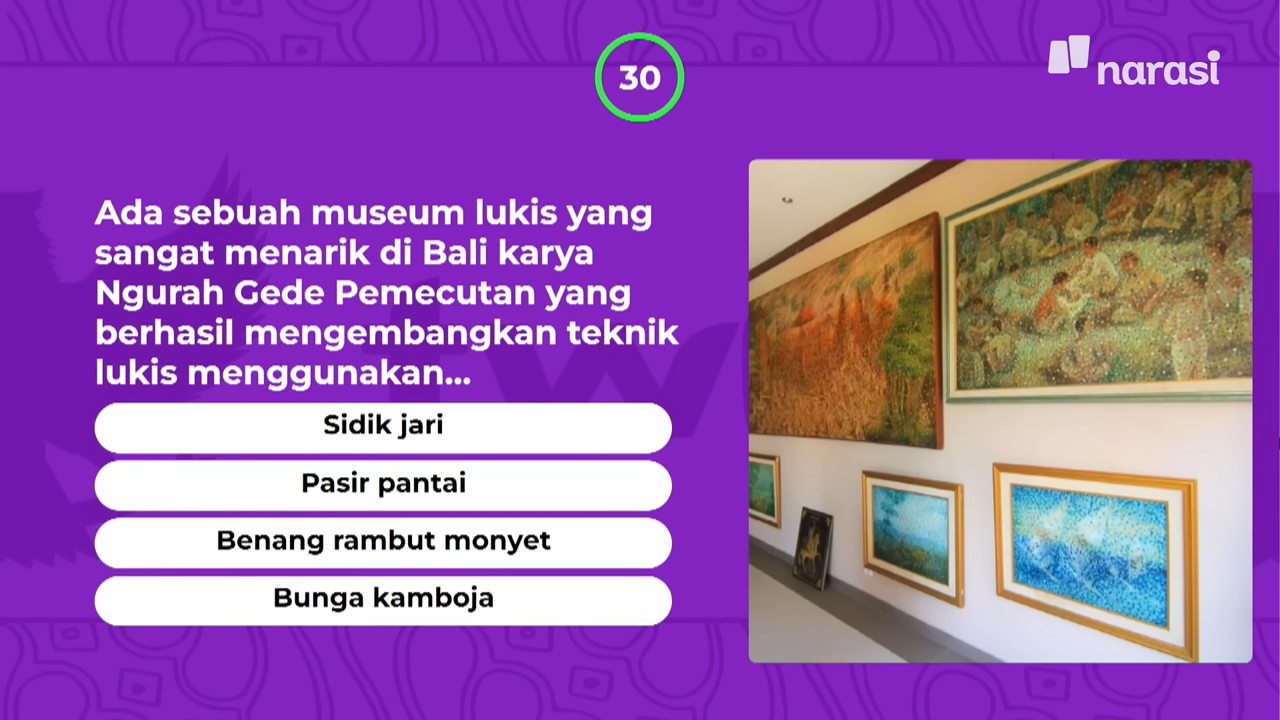 30
narasi
Ada sebuah museum lukis yang
sangat menarik di Bali karya
Ngurah Gede Pemecutan yang
berhasil mengembangkan teknik
lukis menggunakan...
Sidik jari
Pasir pantai
Benang rambut monyet
Bunga kamboja